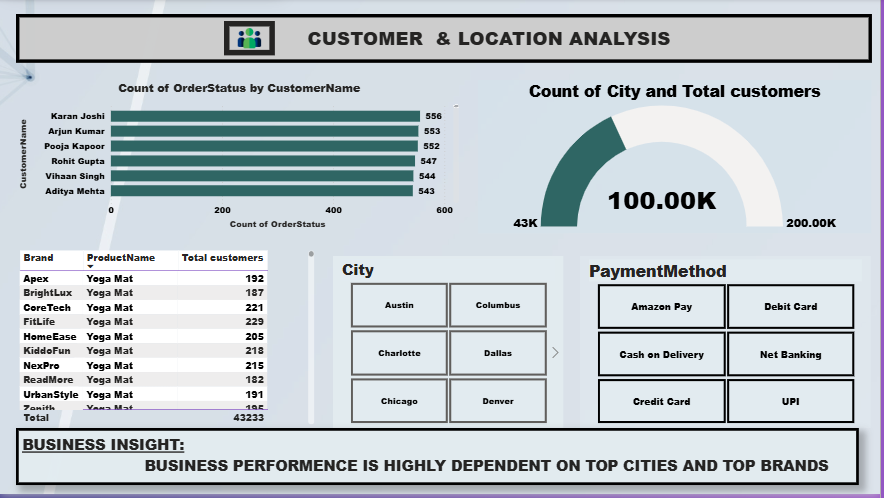 CUSTOMER & LOCATION ANALYSIS
Count of OrderStatus by CustomerName
CustomerName
Karan Joshi 556
Arjun Kumar 553
Pooja Kapoor 552
Rohit Gupta 547
Vihaan Singh 544
Aditya Mehta 543
0 200 400 600
Count of OrderStatus
Count of City and Total customers
100.00K
43K 200.00K
Brand ProductName Total customers
Apex Yoga Mat 192
BrightLux Yoga Mat 187
CoreTech Yoga Mat 221
FitLife Yoga Mat 229
HomeEase Yoga Mat 205
KiddoFun Yoga Mat 218
NexPro Yoga Mat 215
ReadMore Yoga Mat 182
UrbanStyle Yoga Mat 191
Zenith Yoga Mat 195
Total 43233
City
Austin Columbus
Charlotte Dallas
Chicago Denver
PaymentMethod
Amazon Pay Debit Card
Cash on Delivery Net Banking
Credit Card UPI
BUSINESS INSIGHT:
BUSINESS PERFORMENCE IS HIGHLY DEPENDENT ON TOP CITIES AND TOP BRANDS